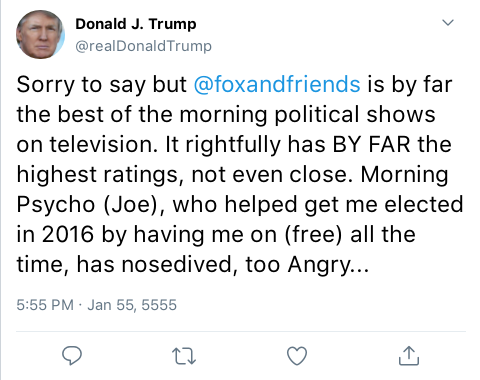 Donald J. Trump
@realDonaldTrump
Sorry to say but @foxandfriends is by far
the best of the morning political shows
on television. It rightfully has BY FAR the
highest ratings, not even close. Morning
Psycho (Joe), who helped get me elected
in 2016 by having me on (free) all the
time, has nosedived, too Angry...
5:55 PM · Jan 55, 5555